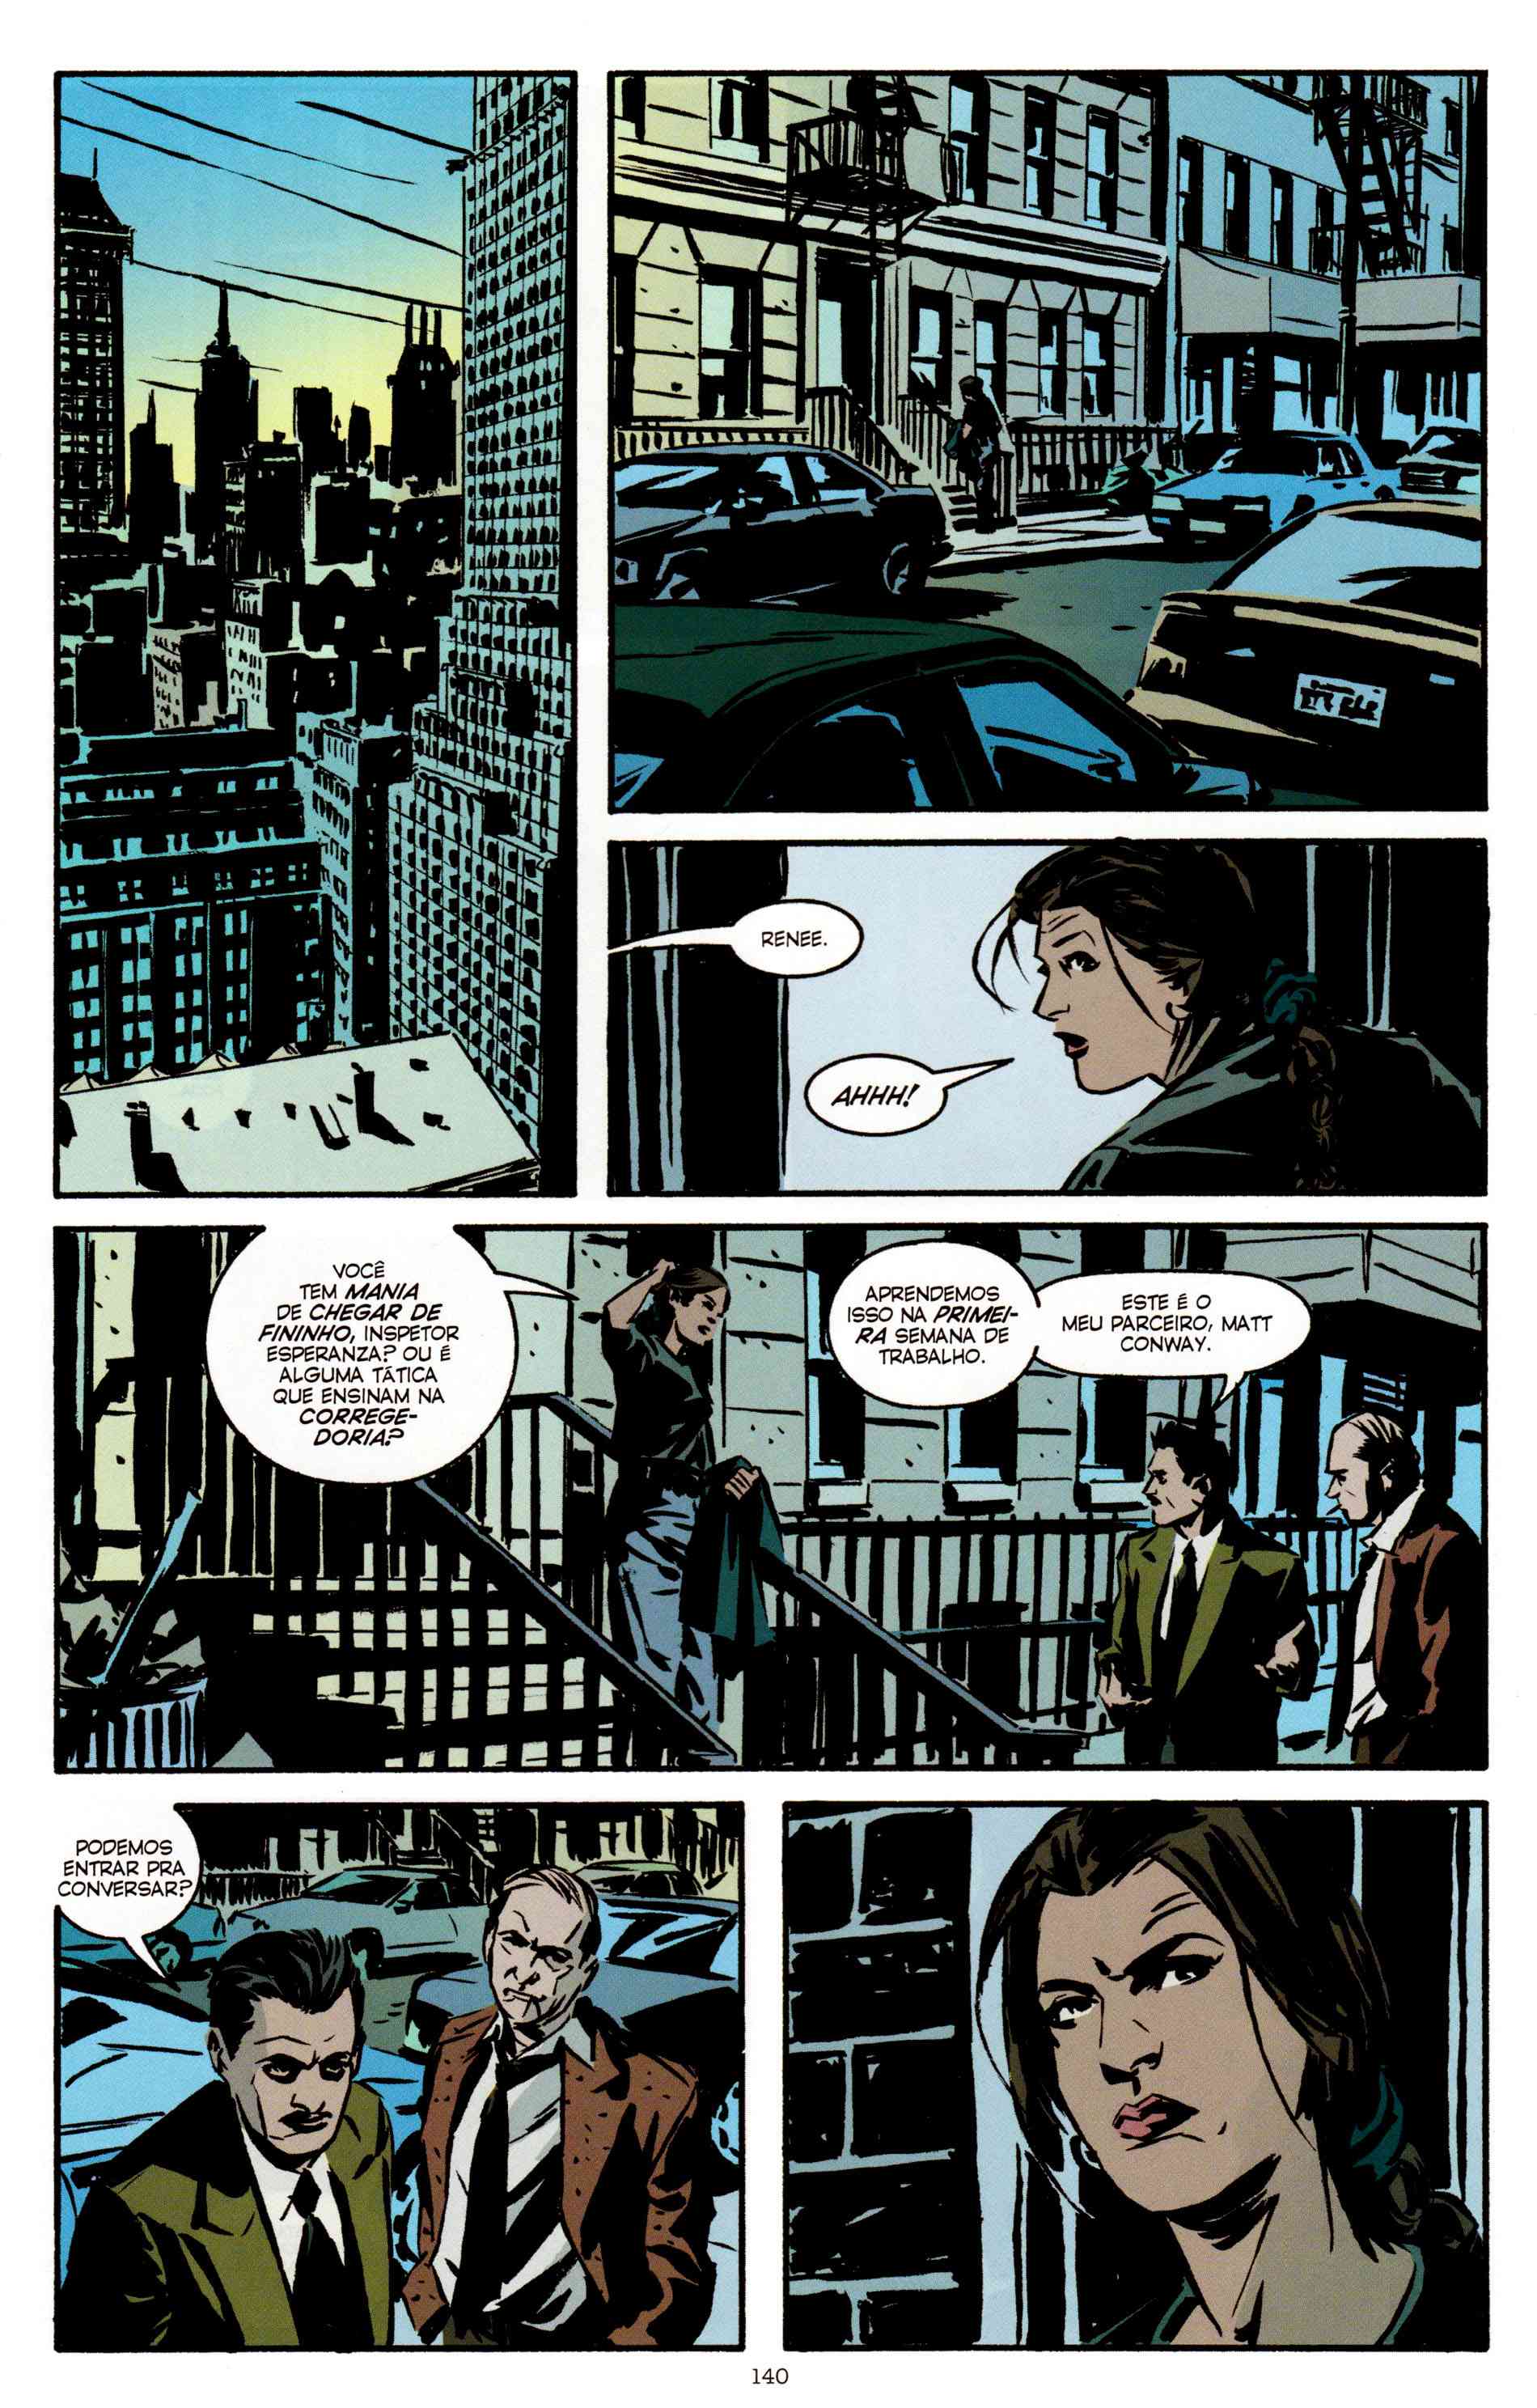 RENEE.
AHHH!
VOCÊ
TEM MANIA
DE CHEGAR DE
FININHO, INSPETOR
ESPERANZA? OU É
ALGUMA TÁTICA
QUE ENSINAM NA
CORREGE-
DORIA?
APRENDEMOS
ISSO NA PRIMEI-
RA SEMANA DE
TRABALHO.
ESTE É O
MEU PARCEIRO, MATT
CONWAY.
PODEMOS
ENTRAR PRA
CONVERSAR?
140